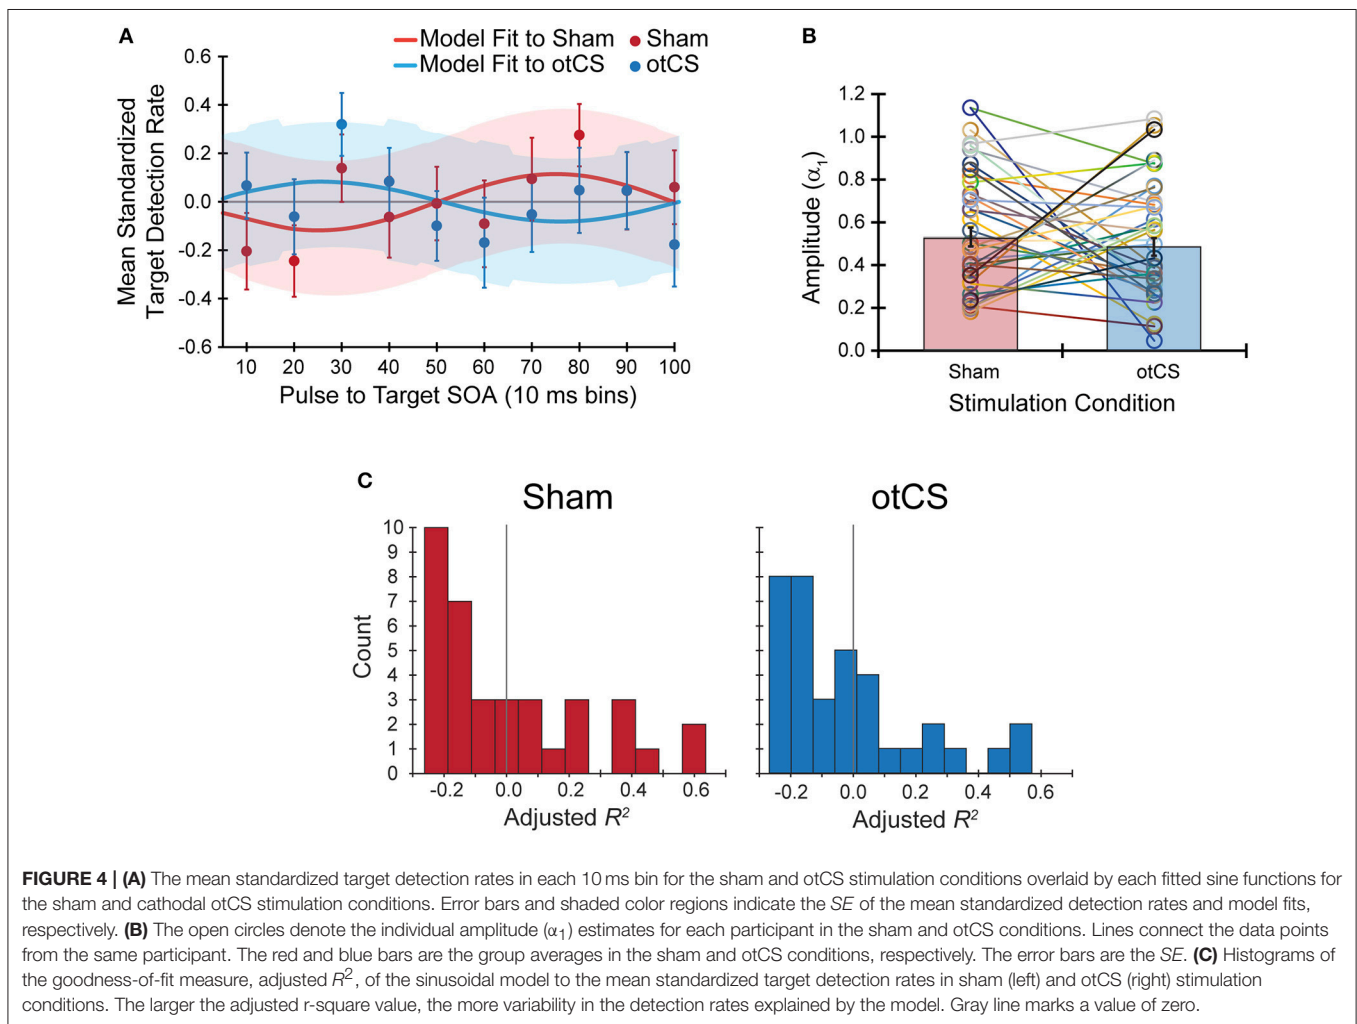 A
Model Fit to Sham Sham
Model Fit to otCS otCS
Mean Standardized
Target Detection Rate
0.6
0.4
0.2
0.0
-0.2
-0.4
-0.6
10 20 30 40 50 60 70 80 90 100
Pulse to Target SOA (10 ms bins)
B
Amplitude (α₁)
1.2
1.0
0.8
0.6
0.4
0.2
0.0
Sham otCS
Stimulation Condition
C
Sham
Count
10
9
8
7
6
5
4
3
2
1
0
-0.2 0.0 0.2 0.4 0.6
Adjusted R²
otCS
-0.2 0.0 0.2 0.4 0.6
Adjusted R²
FIGURE 4 | (A) The mean standardized target detection rates in each 10 ms bin for the sham and otCS stimulation conditions overlaid by each fitted sine functions for
the sham and cathodal otCS stimulation conditions. Error bars and shaded color regions indicate the SE of the mean standardized detection rates and model fits,
respectively. (B) The open circles denote the individual amplitude (α₁) estimates for each participant in the sham and otCS conditions. Lines connect the data points
from the same participant. The red and blue bars are the group averages in the sham and otCS conditions, respectively. The error bars are the SE. (C) Histograms of
the goodness-of-fit measure, adjusted R², of the sinusoidal model to the mean standardized target detection rates in sham (left) and otCS (right) stimulation
conditions. The larger the adjusted r-square value, the more variability in the detection rates explained by the model. Gray line marks a value of zero.